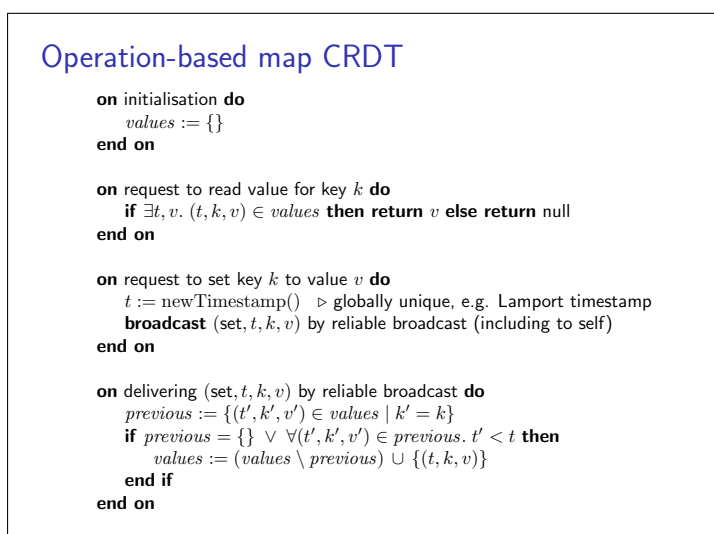 Operation-based map CRDT
on initialisation do
values := {}
end on
on request to read value for key k do
if ∃t, v. (t, k, v) ∈ values then return v else return null
end on
on request to set key k to value v do
t := newTimestamp() ▷ globally unique, e.g. Lamport timestamp
broadcast (set, t, k, v) by reliable broadcast (including to self)
end on
on delivering (set, t, k, v) by reliable broadcast do
previous := {(t′, k′, v′) ∈ values | k′ = k}
if previous = {} ∨ ∀(t′, k′, v′) ∈ previous. t′ < t then
values := (values \ previous) ∪ {(t, k, v)}
end if
end on